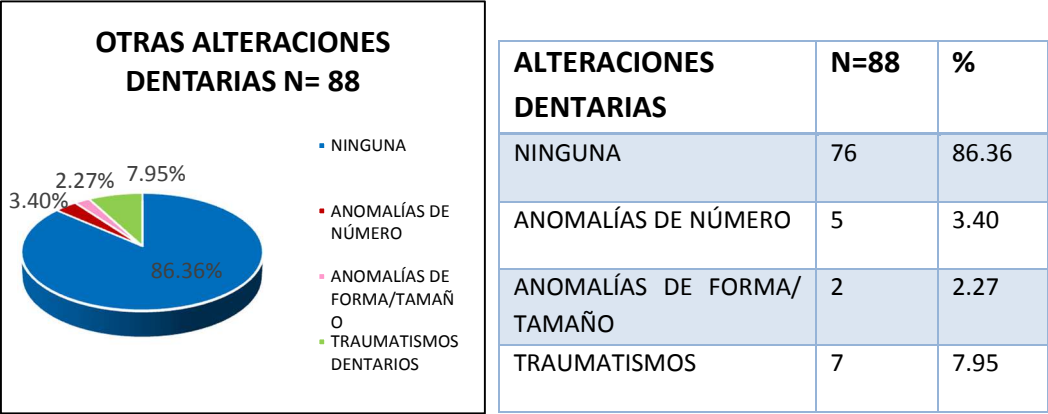 OTRAS ALTERACIONES
DENTARIAS N= 88
NINGUNA
ANOMALÍAS DE
NÚMERO
ANOMALÍAS DE
FORMA/TAMAÑ
O
TRAUMATISMOS
DENTARIOS
2.27% 7.95%
3.40%
86.36%
ALTERACIONES DENTARIAS N=88 %
NINGUNA 76 86.36
ANOMALÍAS DE NÚMERO 5 3.40
ANOMALÍAS DE FORMA/ TAMAÑO 2 2.27
TRAUMATISMOS 7 7.95